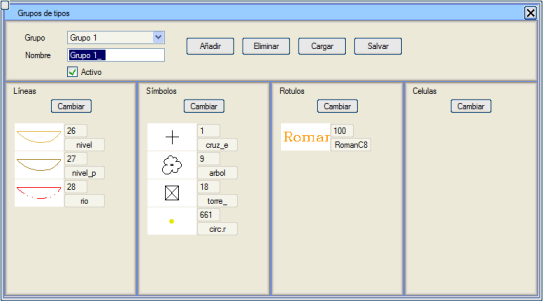 Grupos de tipos
Grupo
Grupo 1
Nombre
Grupo 1_
Activo
Añadir
Eliminar
Cargar
Salvar
Líneas
Cambiar
26
nivel
27
nivel_p
28
rio
Símbolos
Cambiar
1
cruz_e
9
arbol
18
torre_
661
circ.r
Rotulos
Cambiar
Romar
100
RomanC8
Celulas
Cambiar